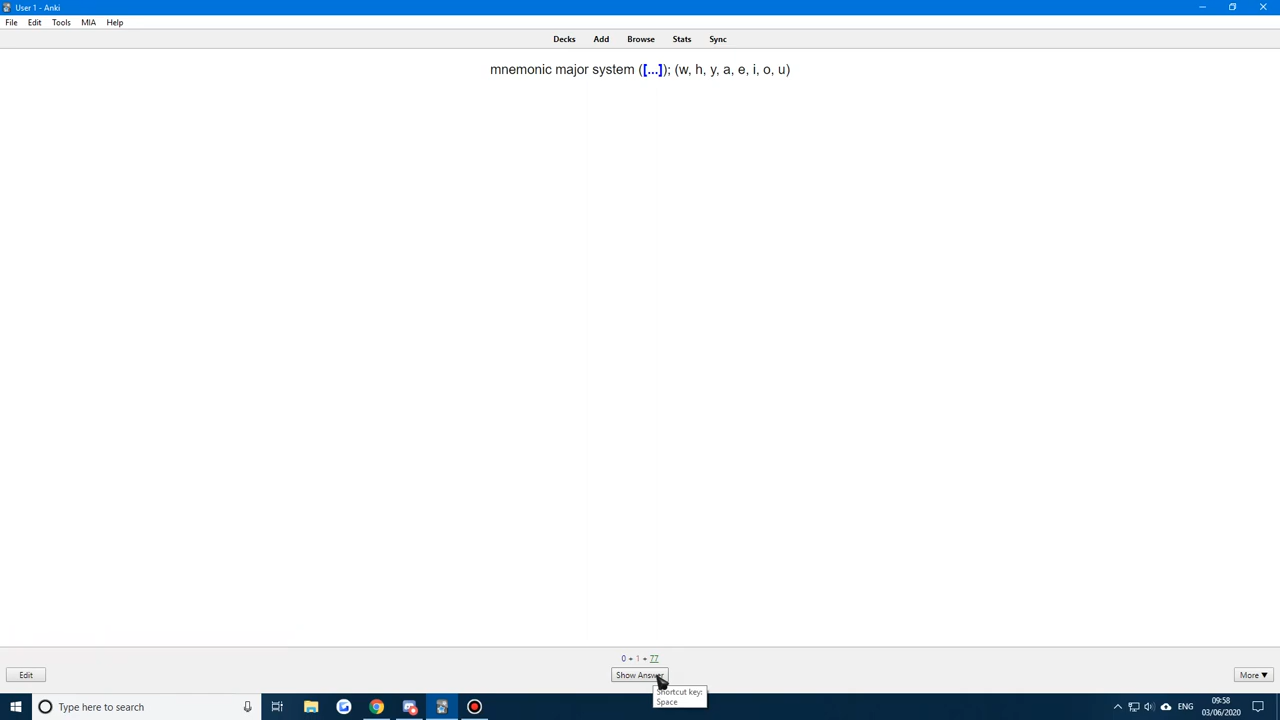 User 1 - Anki
File Edit Tools MIA Help
Decks Add Browse Stats Sync
mnemonic major system ([...]); (w, h, y, a, e, i, o, u)
0 + 1 + 77
Edit Show Answer More ▼
Shortcut key:
Space
Type here to search ENG 09:58
03/06/2020